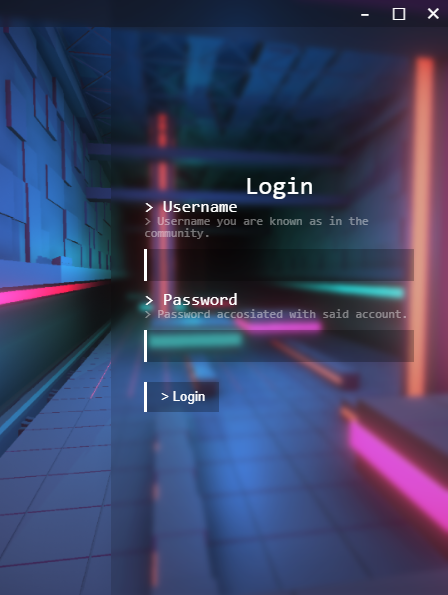 Login
> Username
> Username you are known as in the
community.
> Password
> Password accosiated with said account.
> Login